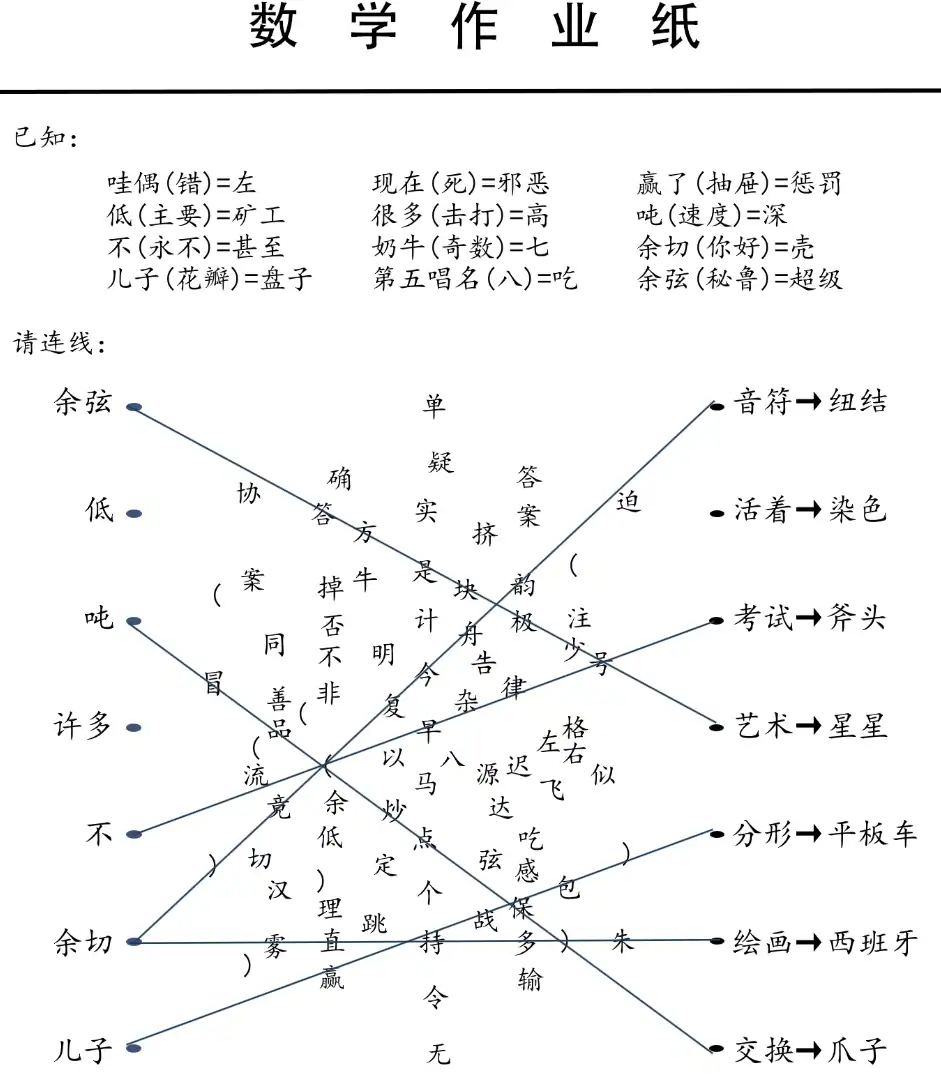 数 学 作 业 纸
已知：
哇偶(错)=左 现在(死)=邪恶 赢了(抽屉)=惩罚
低(主要)=矿工 很多(击打)=高 吨(速度)=深
不(永不)=甚至 奶牛(奇数)=七 余切(你好)=壳
儿子(花瓣)=盘子 第五唱名(八)=吃 余弦(秘鲁)=超级
请连线：
余弦 单 音符→纽结
疑
确 答
协 迫
答 实 案
方 挤
低 活着→染色
(
案 掉 牛 是 块 韵
(
吨 否 计 舟 极 注 考试→斧头
同 不 明 告 少 号
冒 善 非 今 律
品 ( 复 杂
许多 早 左 格 艺术→星星
( ( 以 八 右
流 马 源 迟 飞 似
竟 余 炒 达
不 低 点 吃 分形→平板车
) 切 定 弦 感 )
汉 ) 个 包
理 跳 战 保
余切 雾 直 持 多 ) 朱 绘画→西班牙
) 赢 输
令
儿子 无 交换→爪子